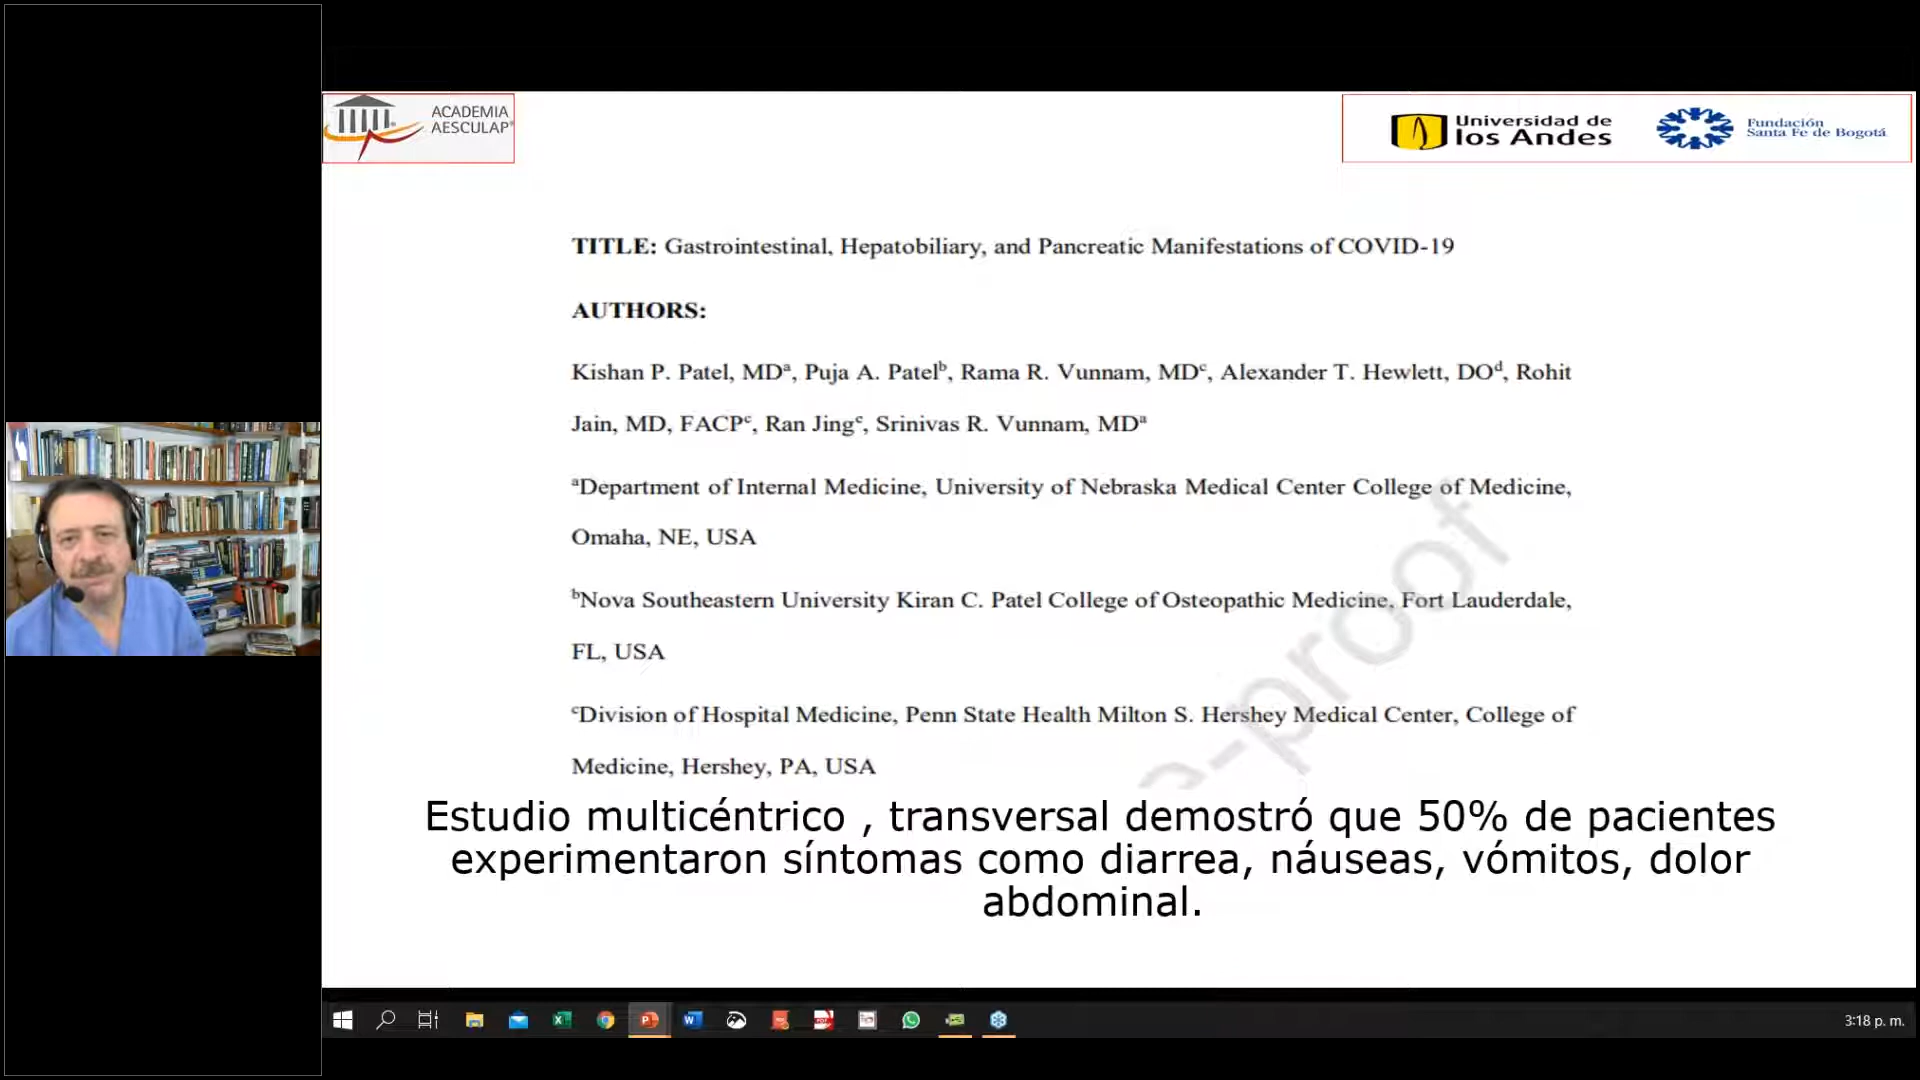 ACADEMIA
AESCULAP®
Universidad de
los Andes
Fundación
Santa Fe de Bogotá
TITLE: Gastrointestinal, Hepatobiliary, and Pancreatic Manifestations of COVID-19
AUTHORS:
Kishan P. Patel, MDᵃ, Puja A. Patelᵇ, Rama R. Vunnam, MDᶜ, Alexander T. Hewlett, DOᵈ, Rohit
Jain, MD, FACPᶜ, Ran Jingᶜ, Srinivas R. Vunnam, MDᵃ
ᵃDepartment of Internal Medicine, University of Nebraska Medical Center College of Medicine,
Omaha, NE, USA
ᵇNova Southeastern University Kiran C. Patel College of Osteopathic Medicine, Fort Lauderdale,
FL, USA
ᶜDivision of Hospital Medicine, Penn State Health Milton S. Hershey Medical Center, College of
Medicine, Hershey, PA, USA
e-proof
Estudio multicéntrico , transversal demostró que 50% de pacientes
experimentaron síntomas como diarrea, náuseas, vómitos, dolor
abdominal.
3:18 p. m.